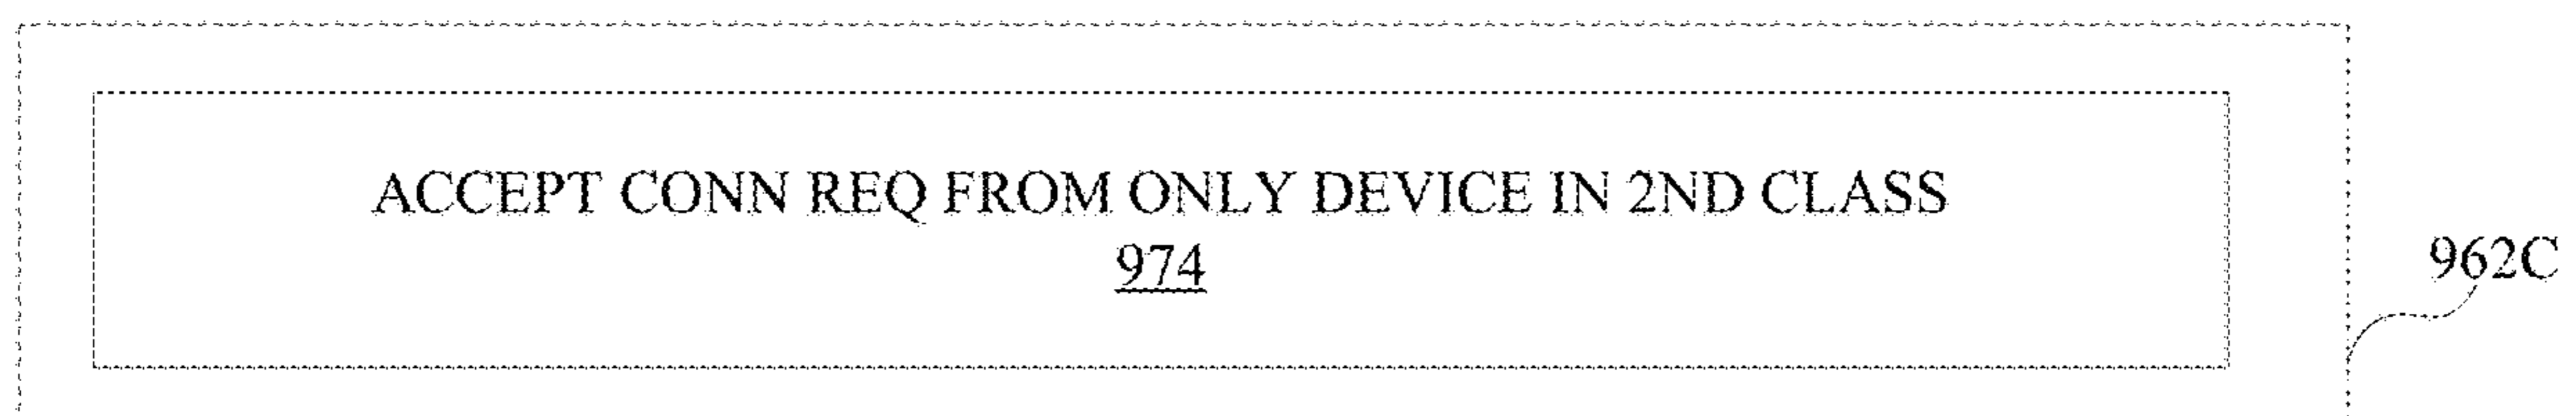 ACCEPT CONN REQ FROM ONLY DEVICE IN 2ND CLASS
974
962C